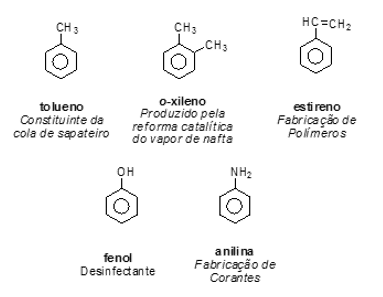 CH3
CH3
CH3
HC=CH2
tolueno
Constituinte da
cola de sapateiro
o-xileno
Produzido pela
reforma catalítica
do vapor de nafta
estireno
Fabricação de
Polímeros
OH
NH2
fenol
Desinfectante
anilina
Fabricação de
Corantes